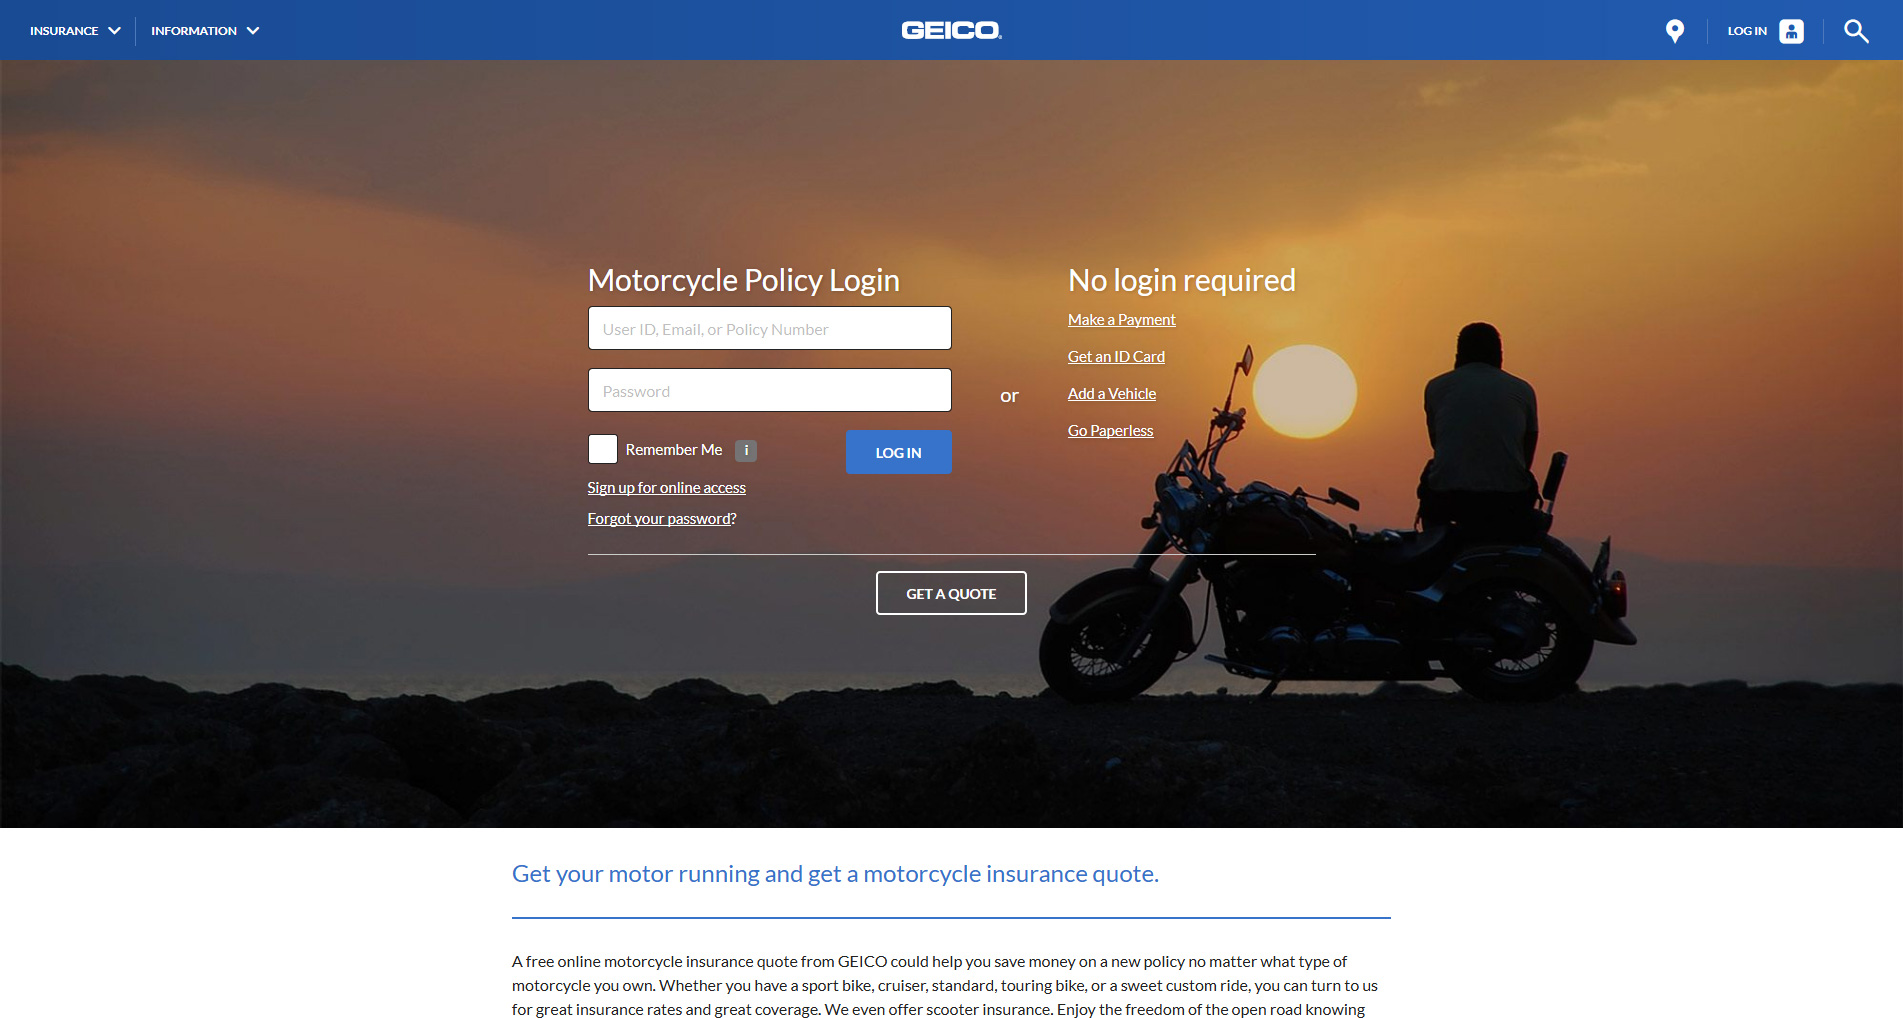 INSURANCE
INFORMATION
GEICO
LOG IN
Motorcycle Policy Login
User ID, Email, or Policy Number
Password
Remember Me
i
LOG IN
Sign up for online access
Forgot your password?
or
No login required
Make a Payment
Get an ID Card
Add a Vehicle
Go Paperless
GET A QUOTE
Get your motor running and get a motorcycle insurance quote.
A free online motorcycle insurance quote from GEICO could help you save money on a new policy no matter what type of
motorcycle you own. Whether you have a sport bike, cruiser, standard, touring bike, or a sweet custom ride, you can turn to us
for great insurance rates and great coverage. We even offer scooter insurance. Enjoy the freedom of the open road knowing